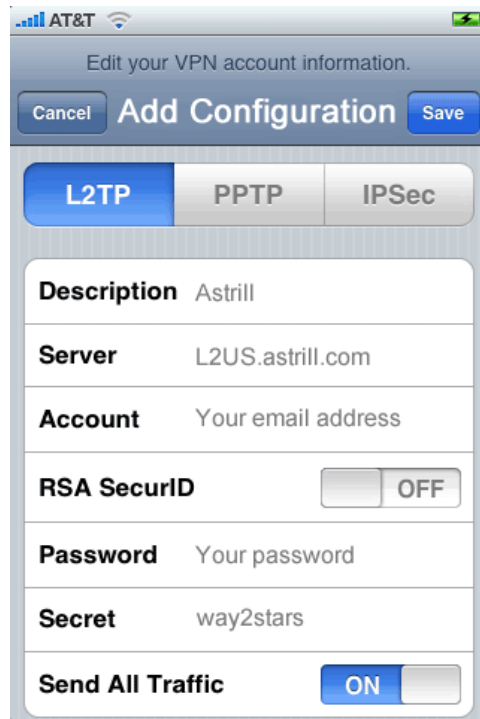 AT&T
Edit your VPN account information.
Cancel Add Configuration Save
L2TP PPTP IPSec
Description Astrill
Server L2US.astrill.com
Account Your email address
RSA SecurID OFF
Password Your password
Secret way2stars
Send All Traffic ON